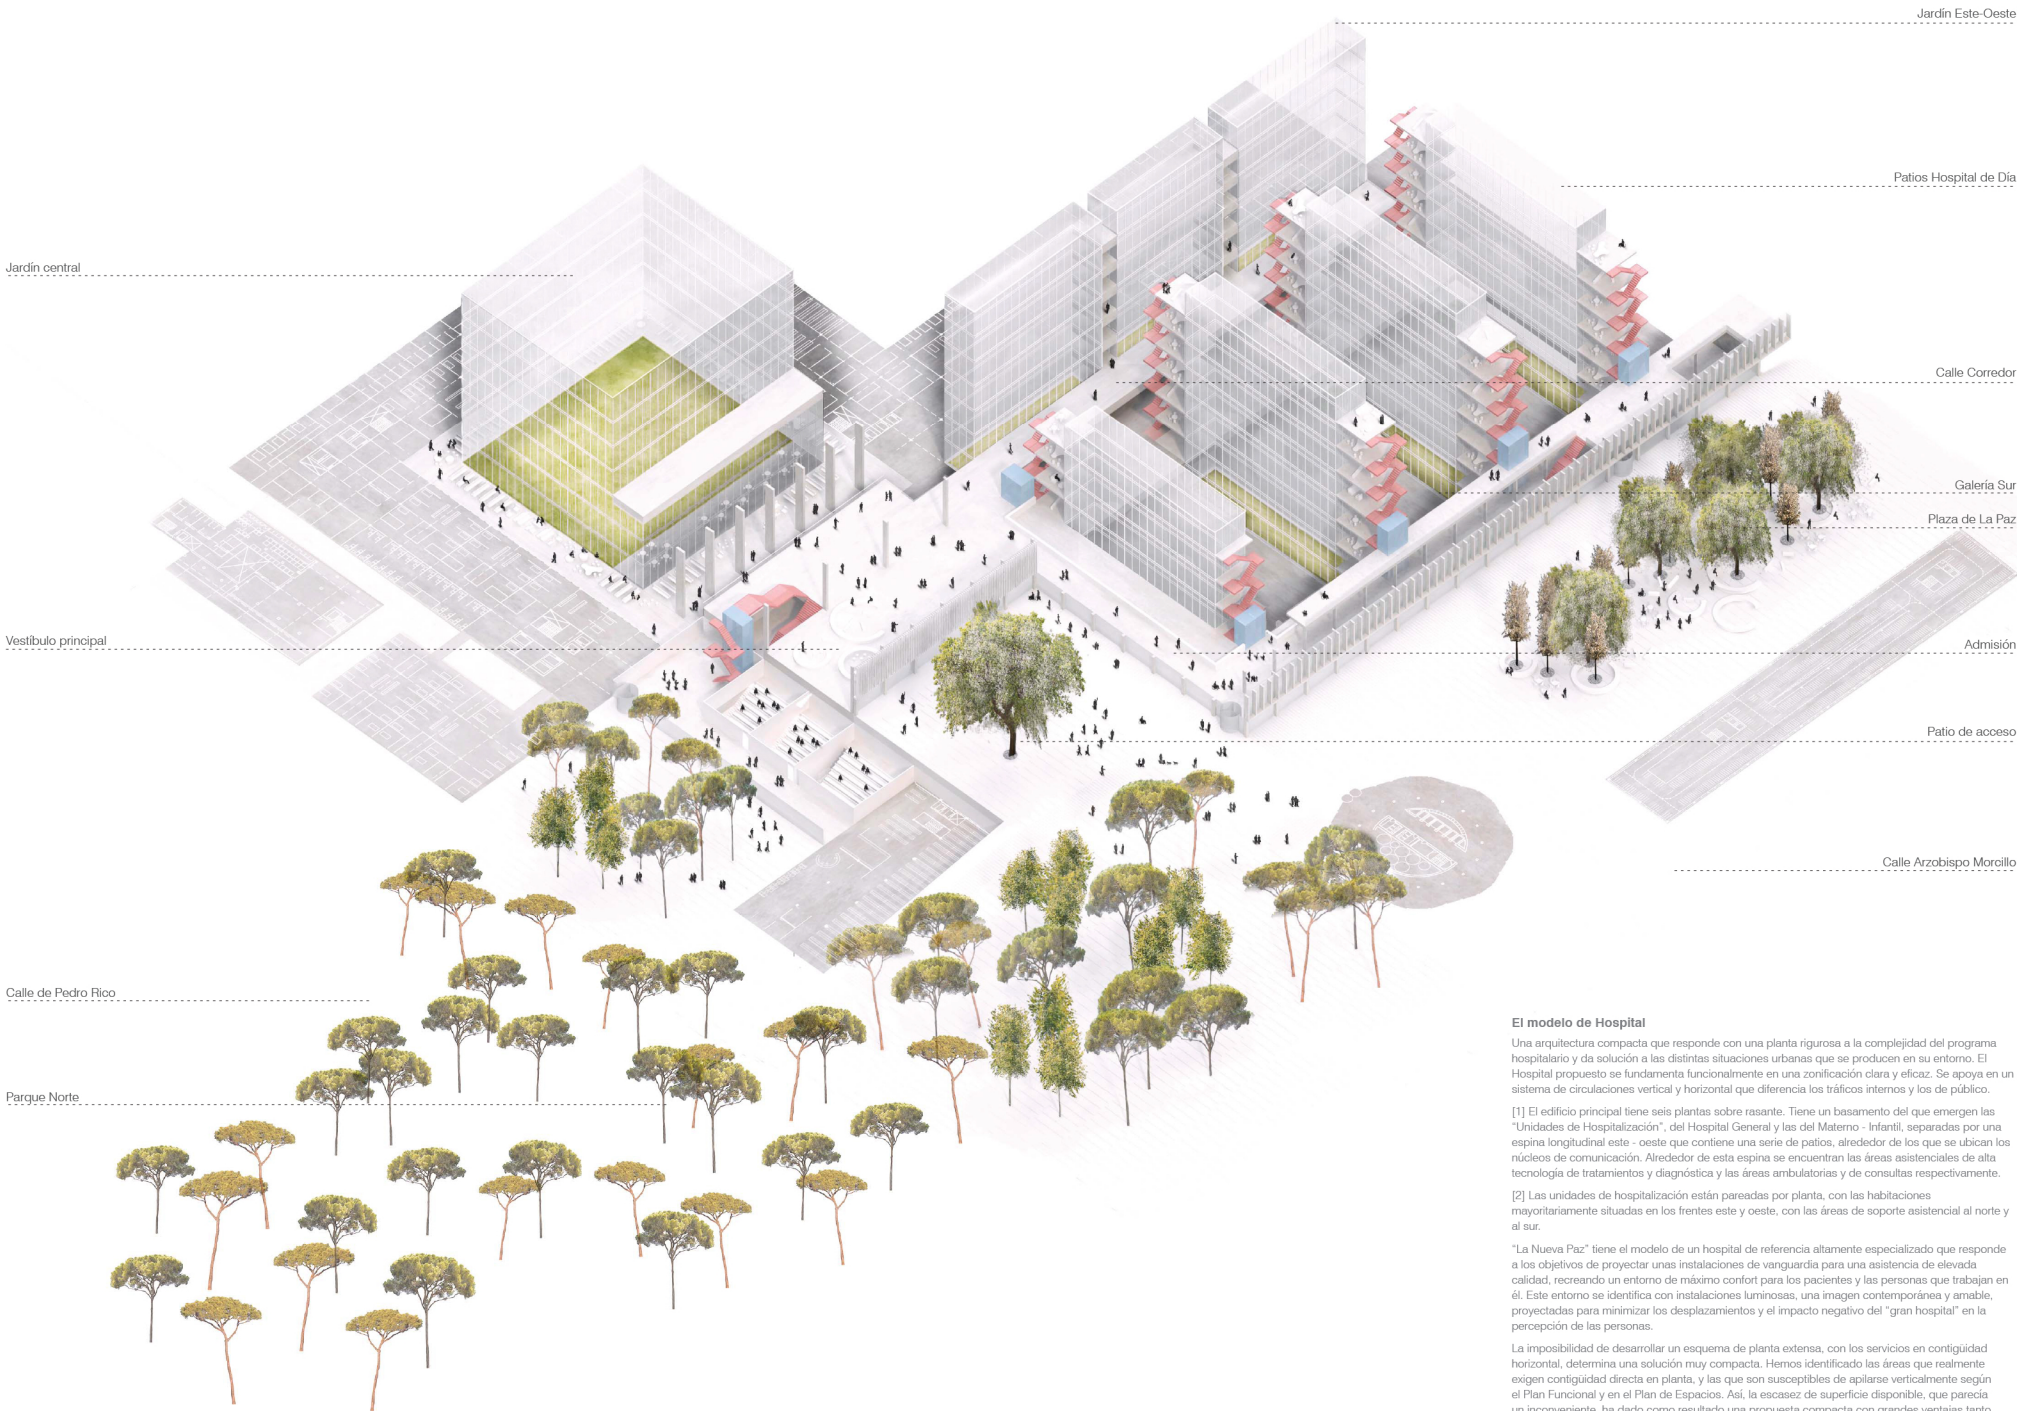 Jardín Este-Oeste
Patios Hospital de Día
Jardín central
Calle Corredor
Galería Sur
Plaza de La Paz
Vestíbulo principal
Admisión
Patio de acceso
Calle Arzobispo Morcillo
Calle de Pedro Rico
Parque Norte
El modelo de Hospital
Una arquitectura compacta que responde con una planta rigurosa a la complejidad del programa
hospitalario y da solución a las distintas situaciones urbanas que se producen en su entorno. El
Hospital propuesto se fundamenta funcionalmente en una zonificación clara y eficaz. Se apoya en un
sistema de circulaciones vertical y horizontal que diferencia los tráficos internos y los de público.
[1] El edificio principal tiene seis plantas sobre rasante. Tiene un basamento del que emergen las
“Unidades de Hospitalización”, del Hospital General y las del Materno - Infantil, separadas por una
espina longitudinal este - oeste que contiene una serie de patios, alrededor de los que se ubican los
núcleos de comunicación. Alrededor de esta espina se encuentran las áreas asistenciales de alta
tecnología de tratamientos y diagnóstica y las áreas ambulatorias y de consultas respectivamente.
[2] Las unidades de hospitalización están pareadas por planta, con las habitaciones
mayoritariamente situadas en los frentes este y oeste, con las áreas de soporte asistencial al norte y
al sur.
“La Nueva Paz” tiene el modelo de un hospital de referencia altamente especializado que responde
a los objetivos de proyectar unas instalaciones de vanguardia para una asistencia de elevada
calidad, recreando un entorno de máximo confort para los pacientes y las personas que trabajan en
él. Este entorno se identifica con instalaciones luminosas, una imagen contemporánea y amable,
proyectadas para minimizar los desplazamientos y el impacto negativo del “gran hospital” en la
percepción de las personas.
La imposibilidad de desarrollar un esquema de planta extensa, con los servicios en contigüidad
horizontal, determina una solución muy compacta. Hemos identificado las áreas que realmente
exigen contigüidad directa en planta, y las que son susceptibles de apilarse verticalmente según
el Plan Funcional y en el Plan de Espacios. Así, la escasez de superficie disponible, que parecía
un inconveniente, ha dado como resultado una propuesta compacta con grandes ventajas tanto